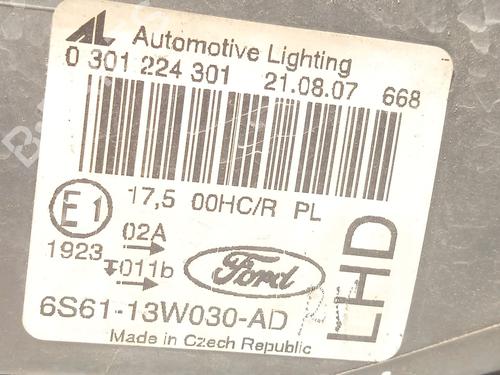 AL Automotive Lighting
0 301 224 301 21.08.07 668
E1 17,5 00HC/R PL
1923 02A
011b
Ford
LHD
6S61-13W030-AD
Made in Czech Republic